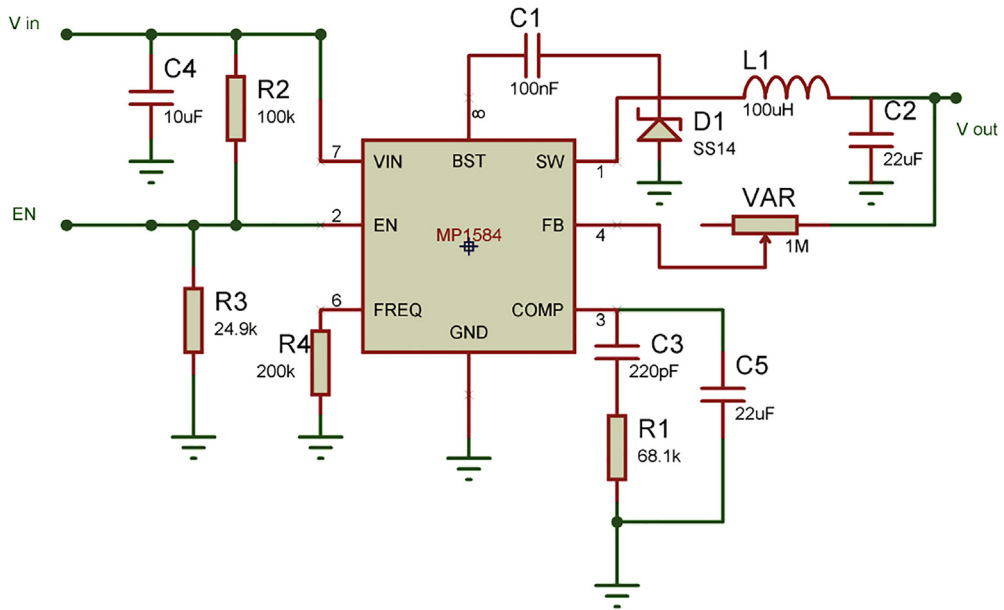 V in
C4
10uF
R2
100k
C1
100nF
L1
100uH
D1
SS14
C2
22uF
V out
8
7
VIN
BST
SW
1
EN
2
EN
MP1584
FB
4
VAR
1M
6
FREQ
GND
COMP
3
R3
24.9k
R4
200k
C3
220pF
C5
22uF
R1
68.1k